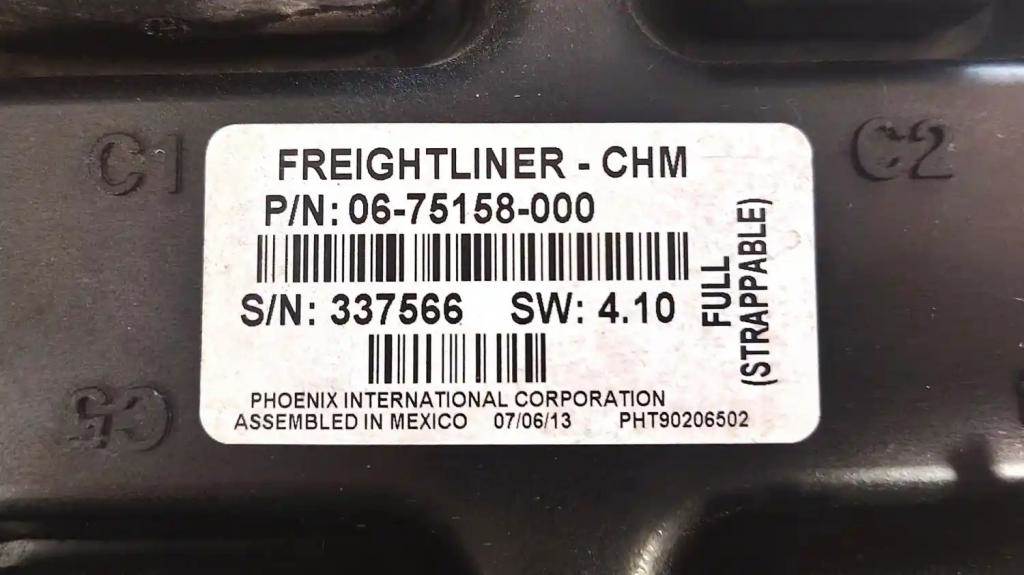 C1
C2
FREIGHTLINER - CHM
P/N: 06-75158-000
S/N: 337566 SW: 4.10
FULL
(STRAPPABLE)
C5
PHOENIX INTERNATIONAL CORPORATION
ASSEMBLED IN MEXICO 07/06/13 PHT90206502